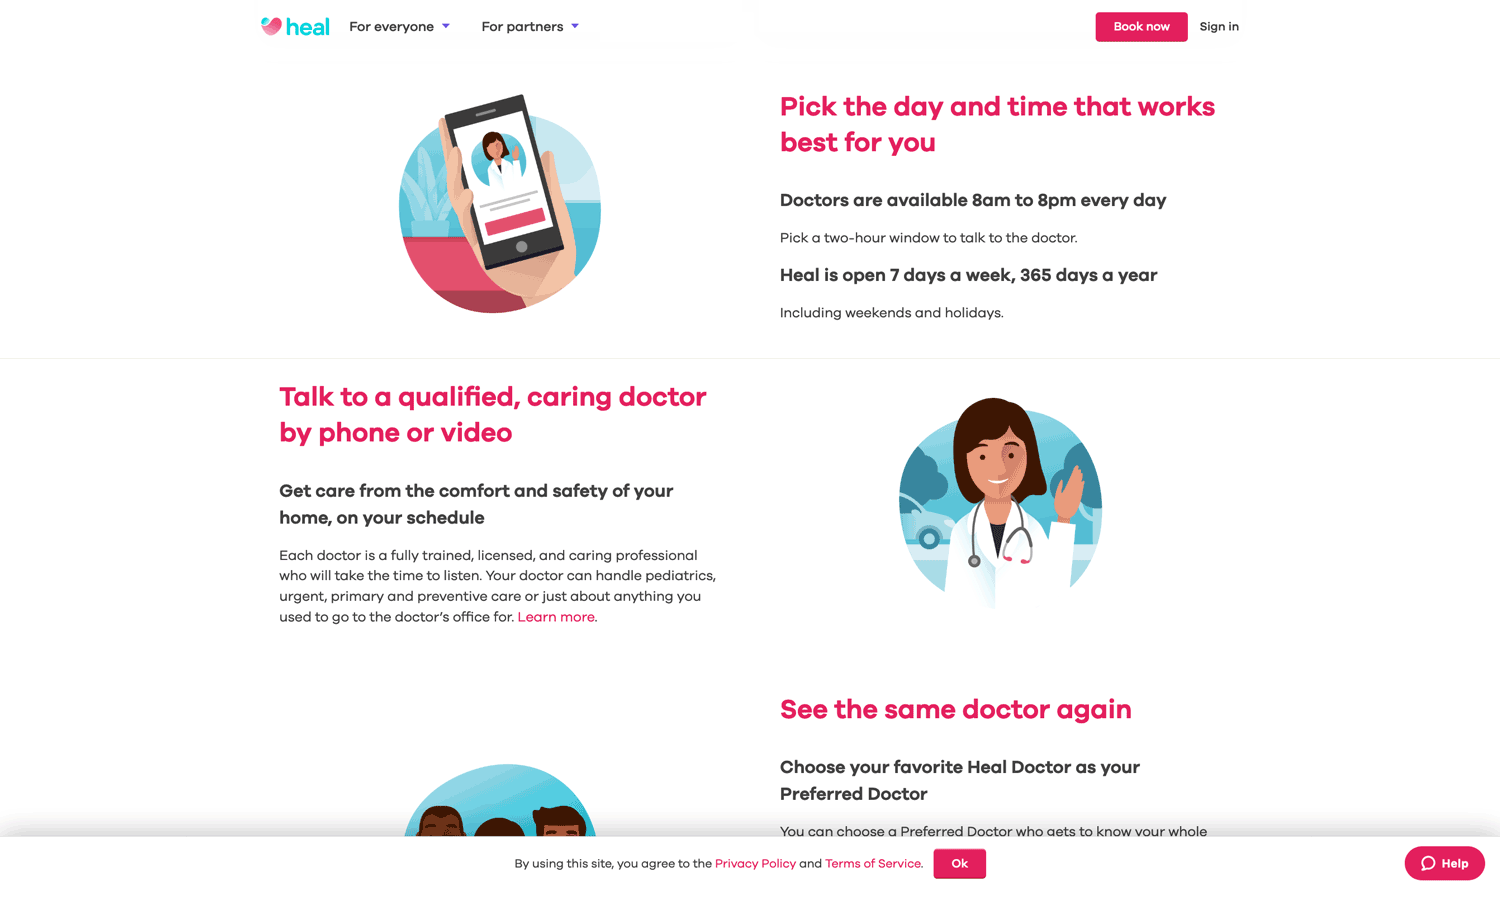 heal
For everyone
For partners
Book now
Sign in
Pick the day and time that works
best for you
Doctors are available 8am to 8pm every day
Pick a two-hour window to talk to the doctor.
Heal is open 7 days a week, 365 days a year
Including weekends and holidays.
Talk to a qualified, caring doctor
by phone or video
Get care from the comfort and safety of your
home, on your schedule
Each doctor is a fully trained, licensed, and caring professional
who will take the time to listen. Your doctor can handle pediatrics,
urgent, primary and preventive care or just about anything you
used to go to the doctor’s office for. Learn more.
See the same doctor again
Choose your favorite Heal Doctor as your
Preferred Doctor
You can choose a Preferred Doctor who gets to know your whole
By using this site, you agree to the Privacy Policy and Terms of Service.
Ok
Help